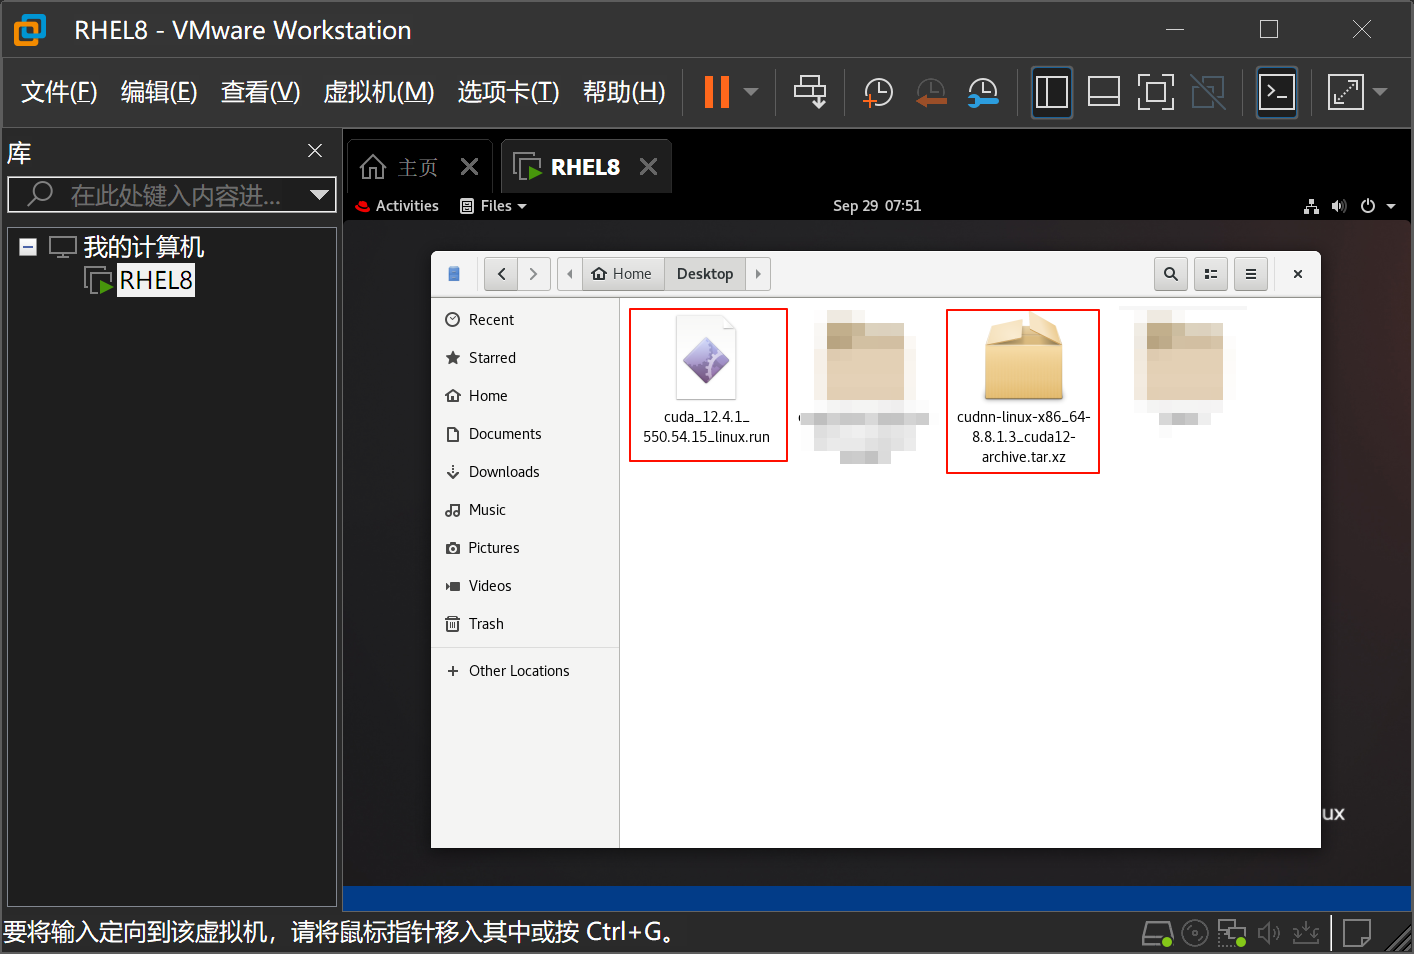 RHEL8 - VMware Workstation
文件(F) 编辑(E) 查看(V) 虚拟机(M) 选项卡(T) 帮助(H)
库
在此处键入内容进...
我的计算机
RHEL8
主页
RHEL8
Activities
Files
Sep 29 07:51
Home
Desktop
Recent
Starred
Home
Documents
Downloads
Music
Pictures
Videos
Trash
Other Locations
cuda_12.4.1_
550.54.15_linux.run
cudnn-linux-x86_64-
8.8.1.3_cuda12-
archive.tar.xz
ux
要将输入定向到该虚拟机，请将鼠标指针移入其中或按 Ctrl+G。